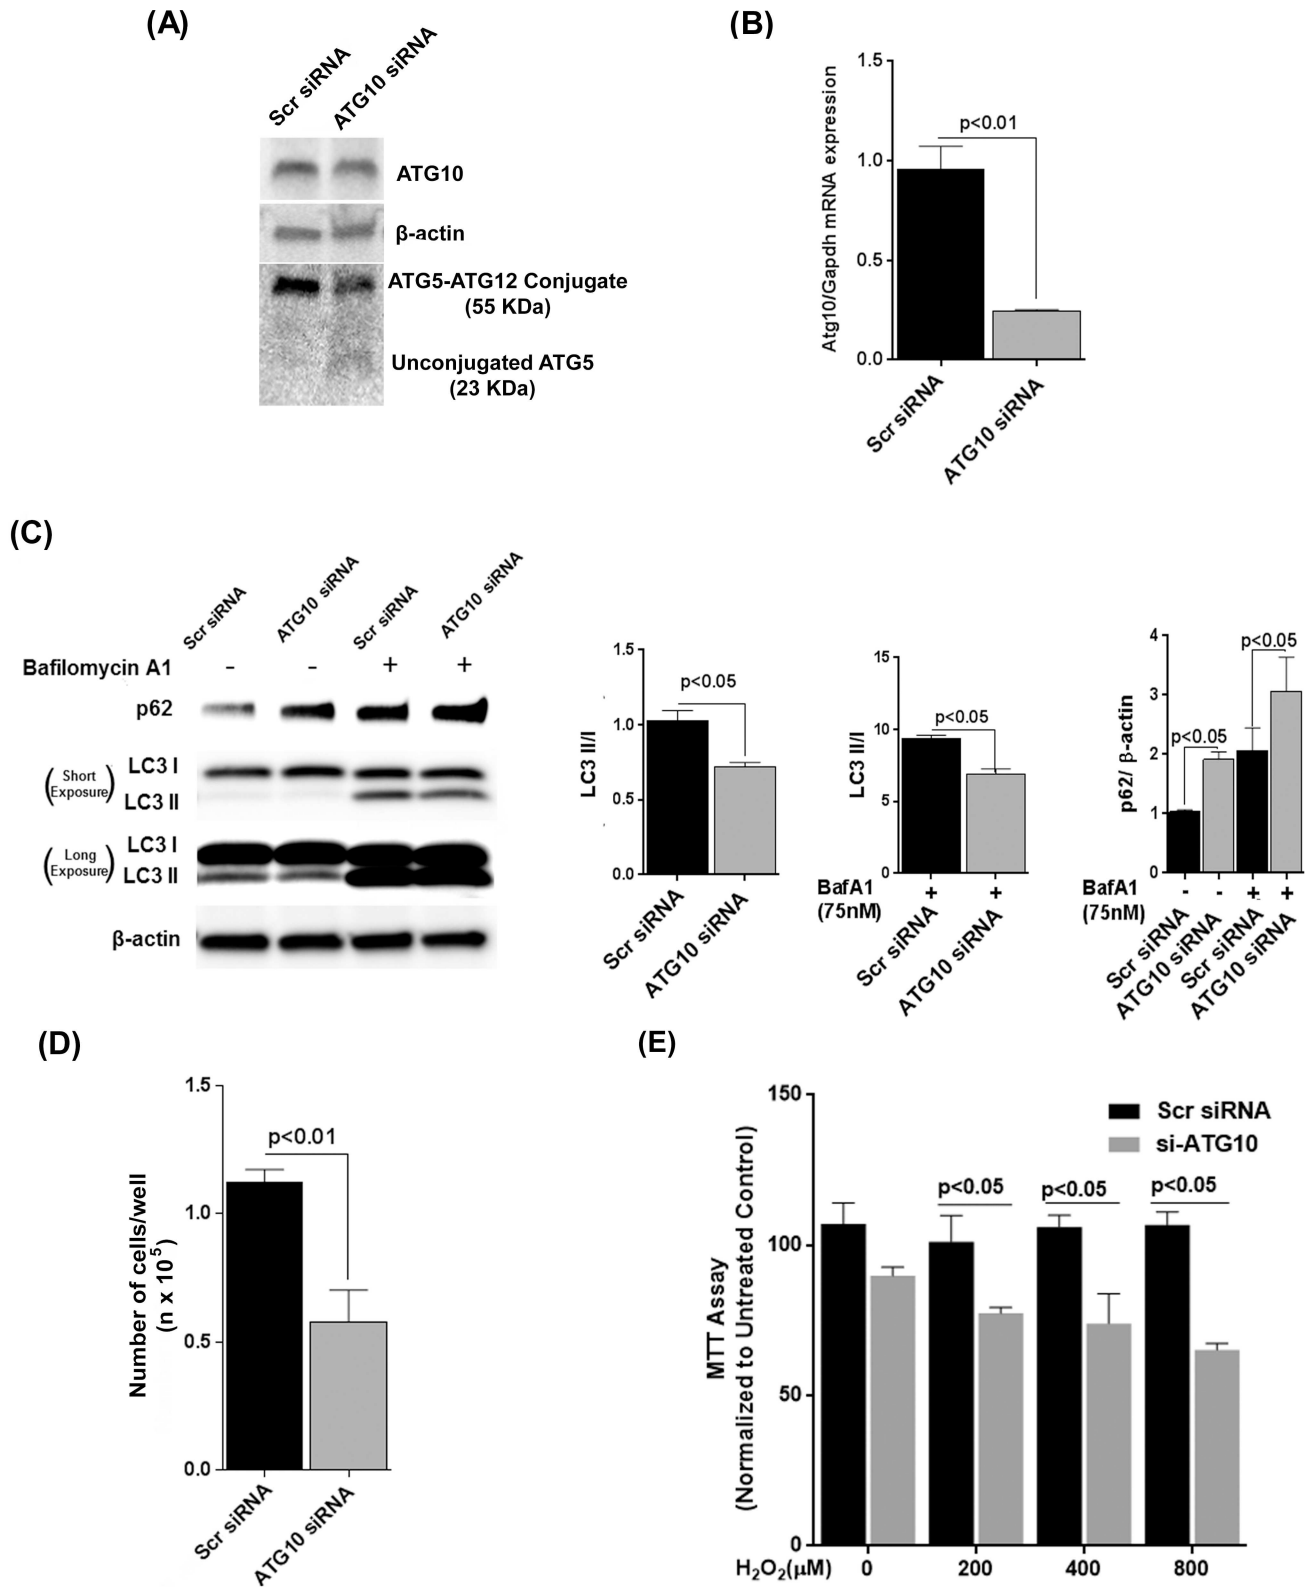 (A)
Scr siRNA
ATG10 siRNA
ATG10
β-actin
ATG5-ATG12 Conjugate
(55 KDa)
Unconjugated ATG5
(23 KDa)
(B)
Atg10/Gapdh mRNA expression
1.5
1.0
0.5
0.0
p<0.01
Scr siRNA
ATG10 siRNA
(C)
Scr siRNA
ATG10 siRNA
Scr siRNA
ATG10 siRNA
Bafilomycin A1 - - + +
p62
(Short
Exposure)
LC3 I
LC3 II
(Long
Exposure)
LC3 I
LC3 II
β-actin
LC3 II/I
1.5
1.0
0.5
0.0
p<0.05
Scr siRNA
ATG10 siRNA
LC3 II/I
15
10
5
0
p<0.05
BafA1 + +
(75nM)
Scr siRNA
ATG10 siRNA
p62/ β-actin
4
3
2
1
0
p<0.05
p<0.05
BafA1 - - + +
(75nM)
Scr siRNA
ATG10 siRNA
Scr siRNA
ATG10 siRNA
(D)
Number of cells/well
(n x 10⁵)
1.5
1.0
0.5
0.0
p<0.01
Scr siRNA
ATG10 siRNA
(E)
MTT Assay
(Normalized to Untreated Control)
150
100
50
0
Scr siRNA
si-ATG10
p<0.05
p<0.05
p<0.05
H₂O₂(μM) 0 200 400 800